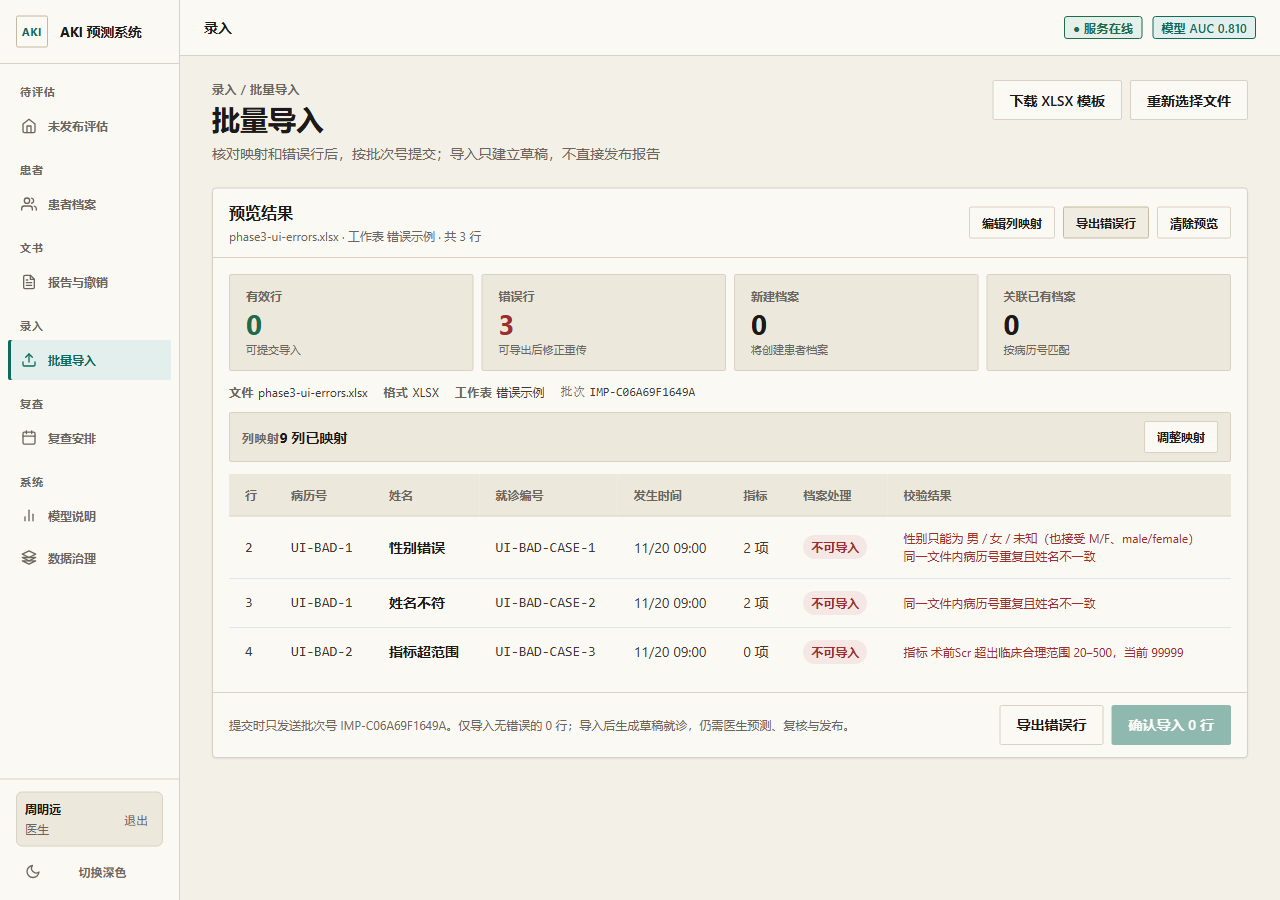 AKI AKI 预测系统
待评估
未发布评估
患者
患者档案
文书
报告与撤销
录入
批量导入
复查
复查安排
系统
模型说明
数据治理
周明远
医生
退出
切换深色
录入
● 服务在线 模型 AUC 0.810
录入 / 批量导入
批量导入
核对映射和错误行后，按批次号提交；导入只建立草稿，不直接发布报告
下载 XLSX 模板 重新选择文件
预览结果
phase3-ui-errors.xlsx · 工作表 错误示例 · 共 3 行
编辑列映射 导出错误行 清除预览
有效行
0
可提交导入
错误行
3
可导出后修正重传
新建档案
0
将创建患者档案
关联已有档案
0
按病历号匹配
文件 phase3-ui-errors.xlsx 格式 XLSX 工作表 错误示例 批次 IMP-C06A69F1649A
列映射9 列已映射 调整映射
行 病历号 姓名 就诊编号 发生时间 指标 档案处理 校验结果
2 UI-BAD-1 性别错误 UI-BAD-CASE-1 11/20 09:00 2 项 不可导入 性别只能为 男 / 女 / 未知（也接受 M/F、male/female）
同一文件内病历号重复且姓名不一致
3 UI-BAD-1 姓名不符 UI-BAD-CASE-2 11/20 09:00 2 项 不可导入 同一文件内病历号重复且姓名不一致
4 UI-BAD-2 指标超范围 UI-BAD-CASE-3 11/20 09:00 0 项 不可导入 指标 术前Scr 超出临床合理范围 20–500，当前 99999
提交时只发送批次号 IMP-C06A69F1649A。仅导入无错误的 0 行；导入后生成草稿就诊，仍需医生预测、复核与发布。
导出错误行 确认导入 0 行